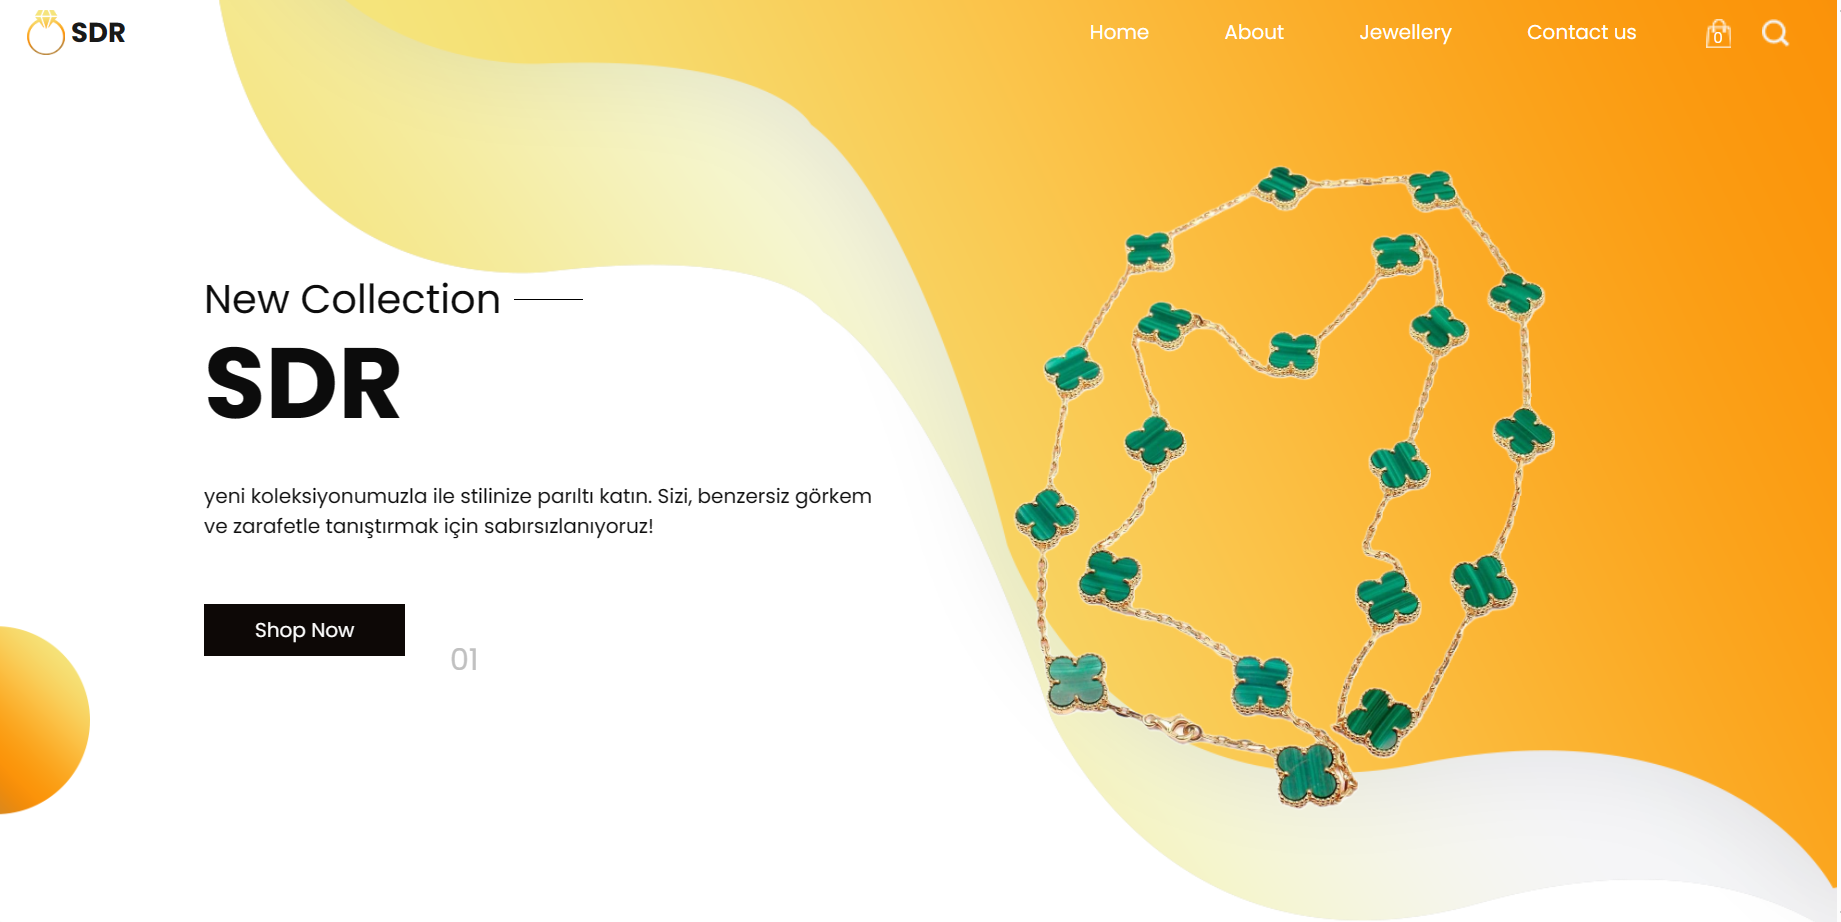 SDR
Home
About
Jewellery
Contact us
0
New Collection
SDR
yeni koleksiyonumuzla ile stilinize parıltı katın. Sizi, benzersiz görkem
ve zarafetle tanıştırmak için sabırsızlanıyoruz!
Shop Now
01